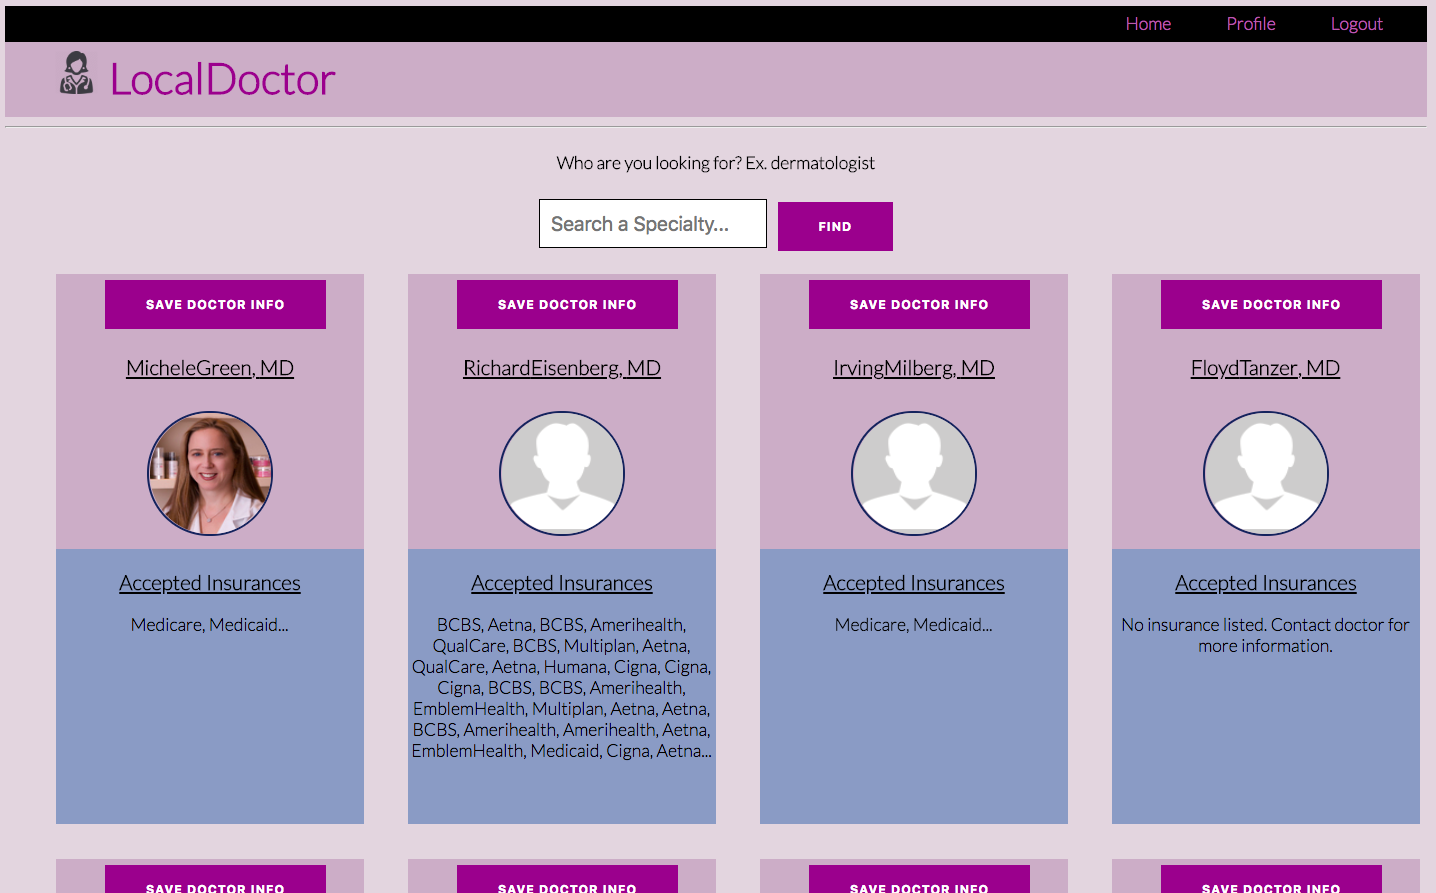 Home Profile Logout
LocalDoctor
Who are you looking for? Ex. dermatologist
Search a Specialty...
FIND
SAVE DOCTOR INFO
MicheleGreen, MD
Accepted Insurances
Medicare, Medicaid...
SAVE DOCTOR INFO
RichardEisenberg, MD
Accepted Insurances
BCBS, Aetna, BCBS, Amerihealth,
QualCare, BCBS, Multiplan, Aetna,
QualCare, Aetna, Humana, Cigna, Cigna,
Cigna, BCBS, BCBS, Amerihealth,
EmblemHealth, Multiplan, Aetna, Aetna,
BCBS, Amerihealth, Amerihealth, Aetna,
EmblemHealth, Medicaid, Cigna, Aetna...
SAVE DOCTOR INFO
IrvingMilberg, MD
Accepted Insurances
Medicare, Medicaid...
SAVE DOCTOR INFO
FloydTanzer, MD
Accepted Insurances
No insurance listed. Contact doctor for
more information.
SAVE DOCTOR INFO
SAVE DOCTOR INFO
SAVE DOCTOR INFO
SAVE DOCTOR INFO